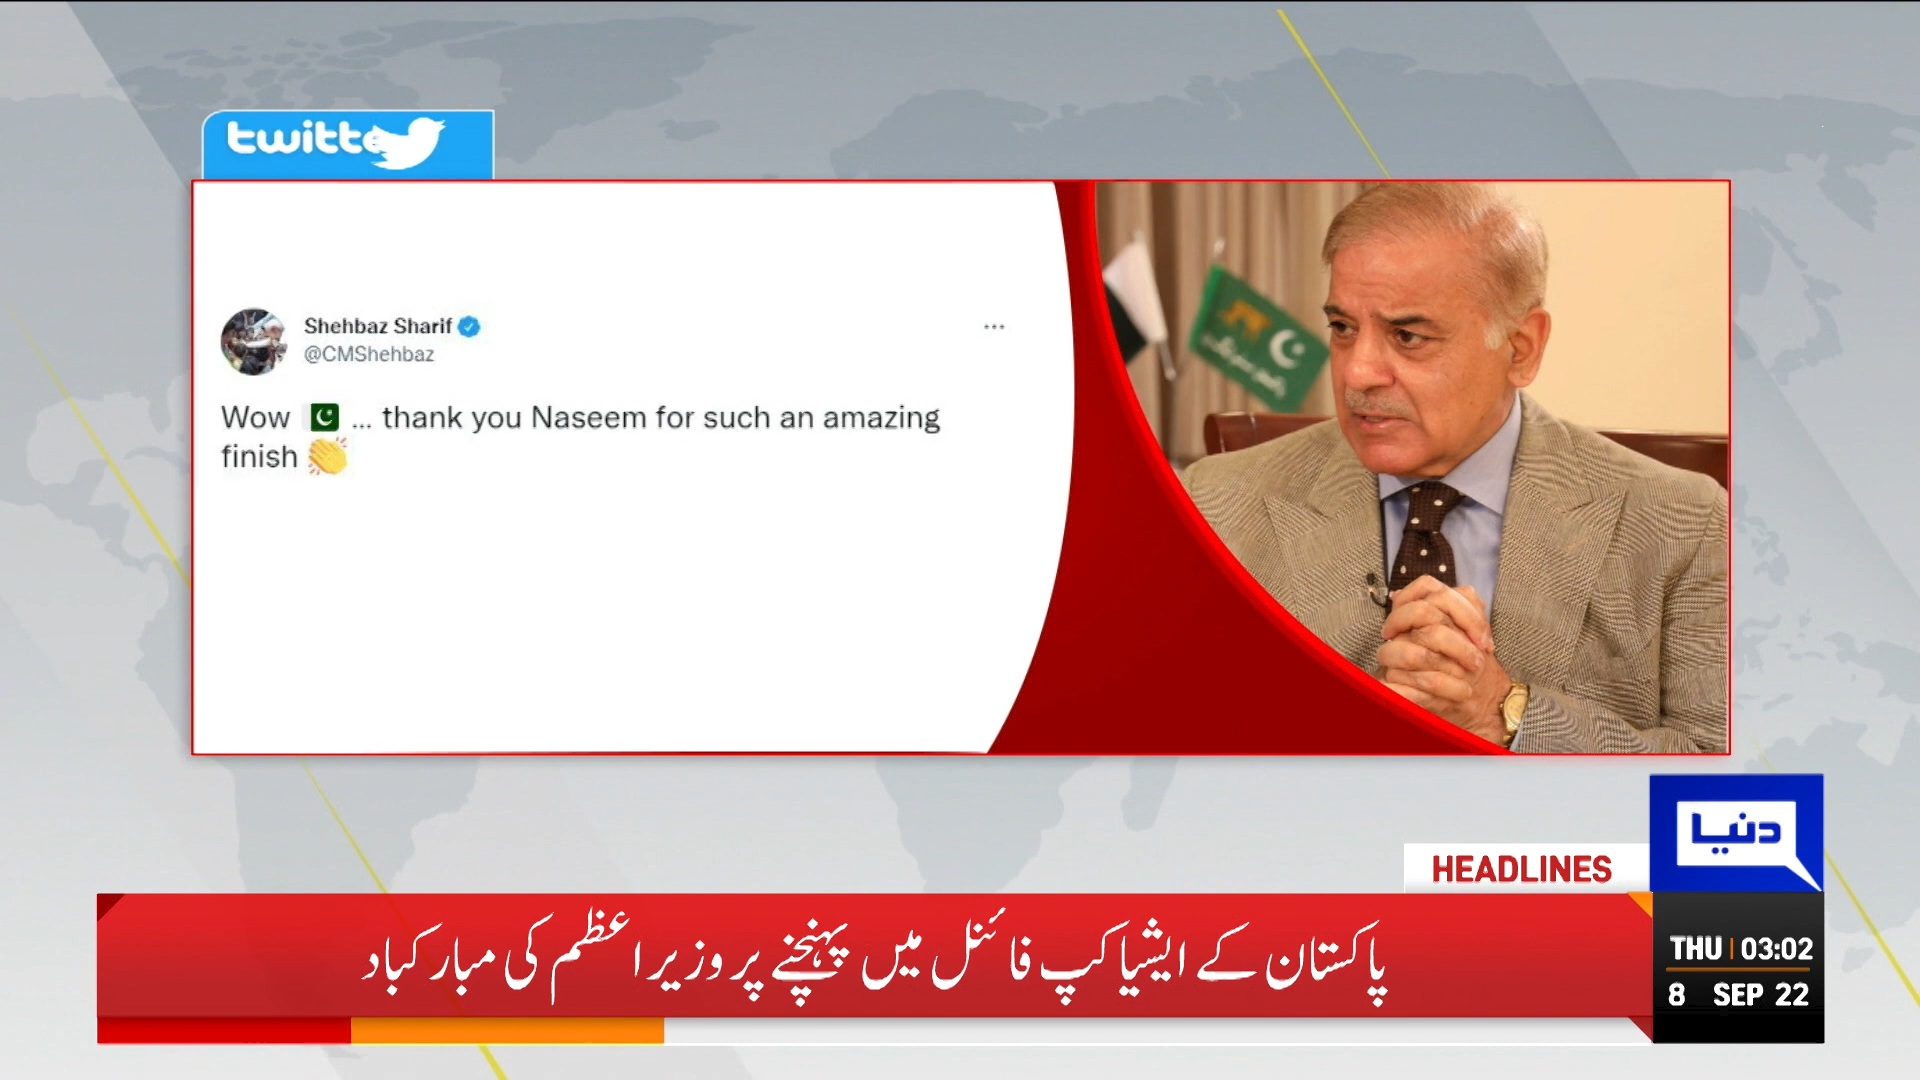 twitte
Shehbaz Sharif
@CMShehbaz
Wow 🇵🇰 ... thank you Naseem for such an amazing
finish 👏
دنیا
HEADLINES
پاکستان کے ایشیا کپ فائنل میں پہنچنے پر وزیراعظم کی مبارکباد
THU | 03:02
8 SEP 22